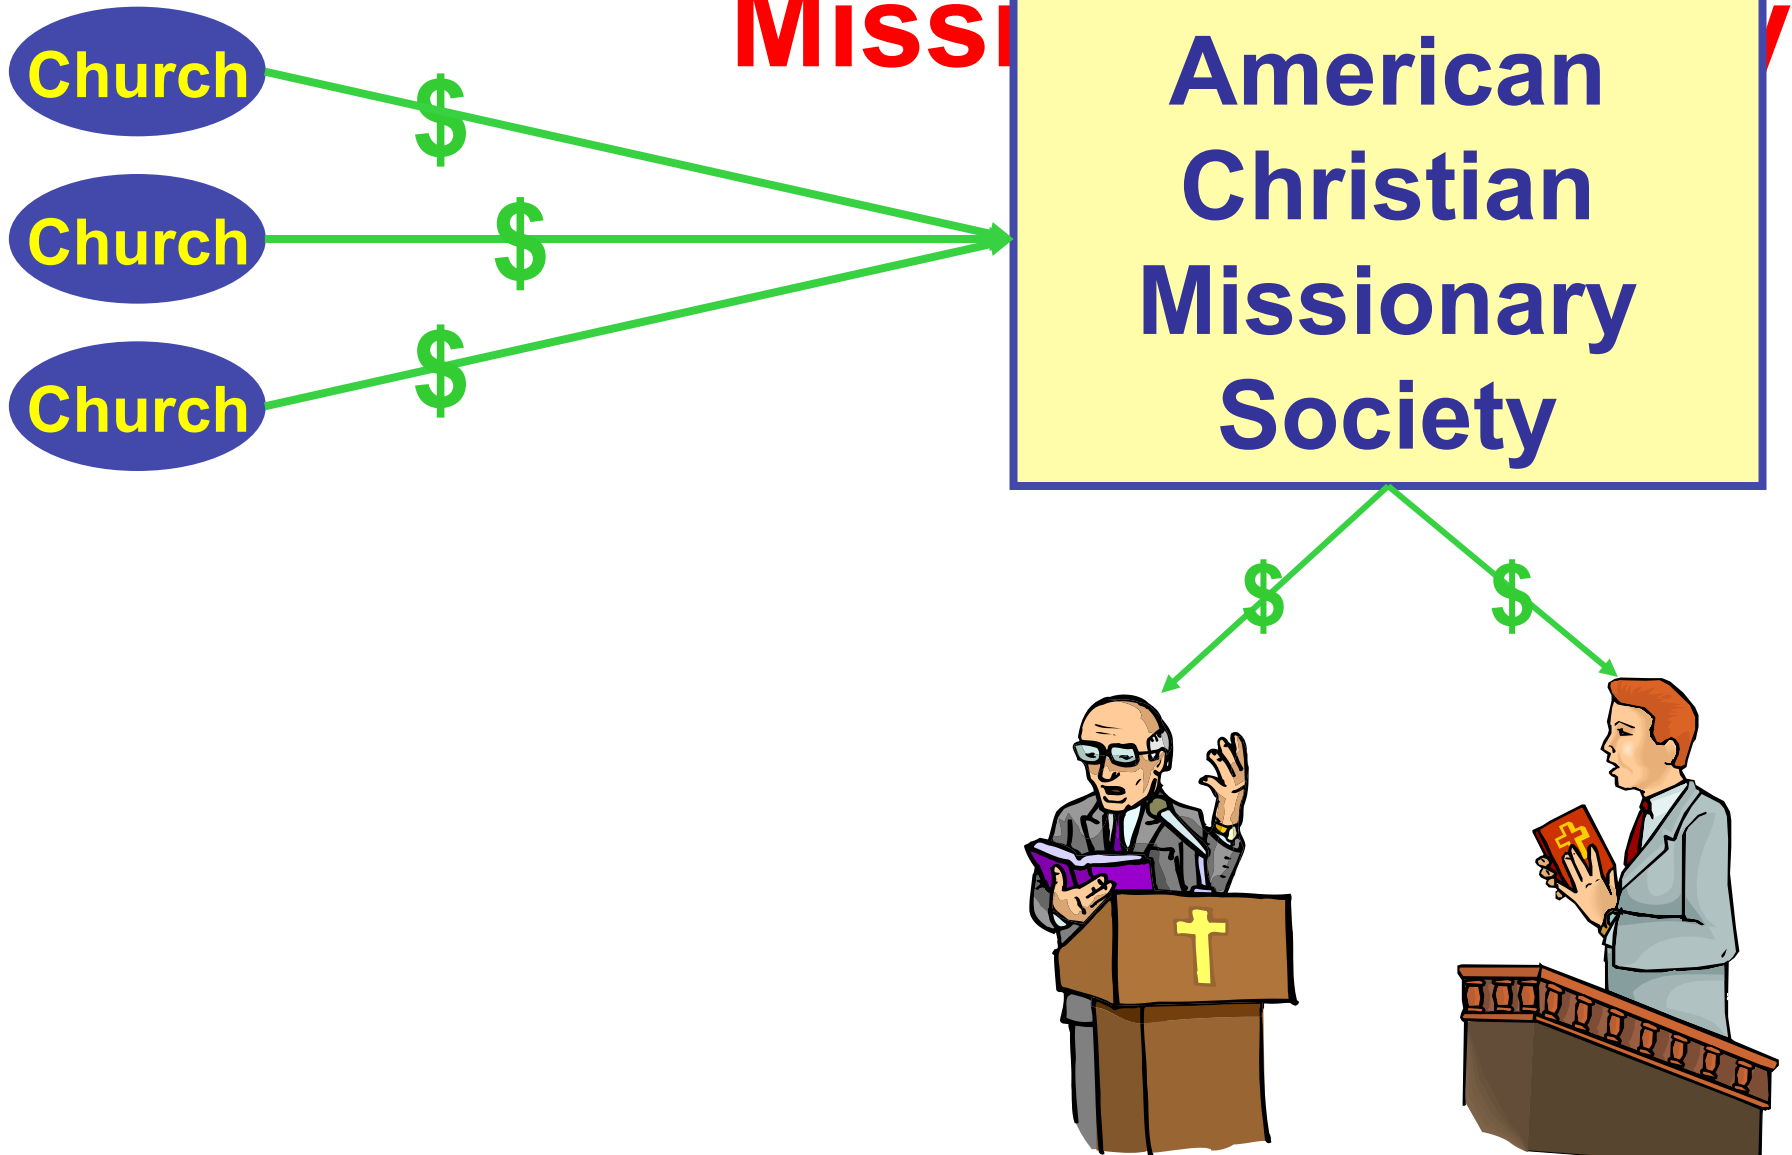 Church
$
Church
$
Church
$
American
Christian
Missionary
Society
$
$